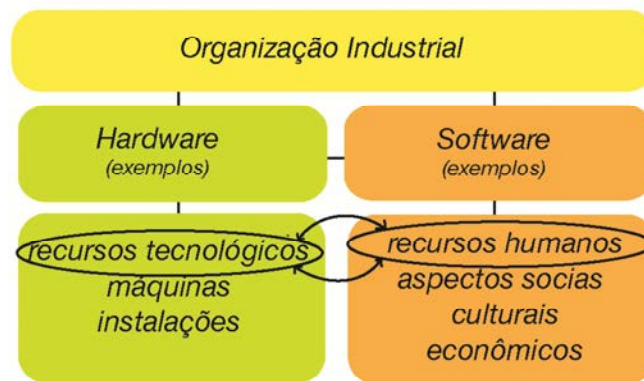 Organização Industrial
Hardware
(exemplos)
Software
(exemplos)
recursos tecnológicos
máquinas
instalações
recursos humanos
aspectos socias
culturais
econômicos